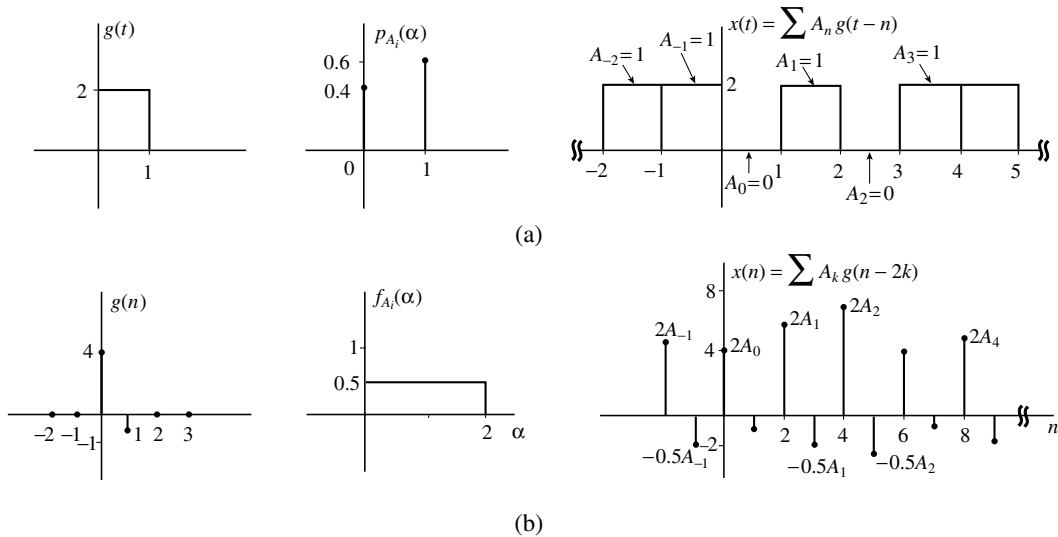 g(t)
2
1
p_{A_i}(α)
0.6
0.4
0
1
x(t) = ∑ A_n g(t − n)
A_{−2} = 1
A_{−1} = 1
A_1 = 1
A_3 = 1
2
−2
−1
1
2
3
4
5
A_0 = 0
A_2 = 0
(a)
g(n)
4
−2
−1
−1
1
2
3
f_{A_i}(α)
1
0.5
2
α
x(n) = ∑ A_k g(n − 2k)
8
2A_{−1}
2A_0
2A_1
2A_2
2A_4
4
−2
2
4
6
8
n
−0.5A_{−1}
−0.5A_1
−0.5A_2
(b)